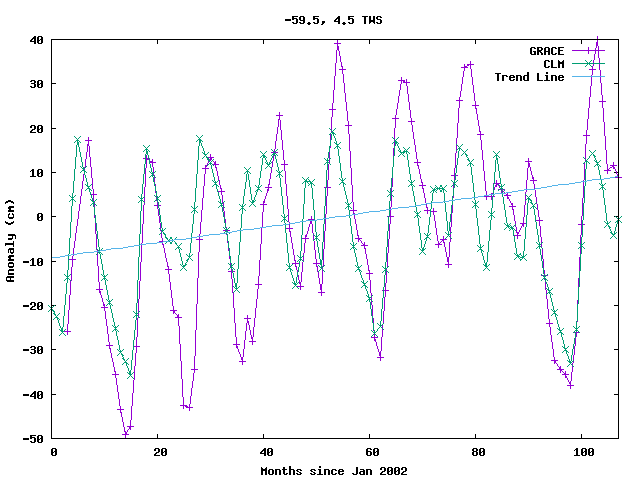 -59.5, 4.5 TWS
GRACE
CLM
Trend Line
40
30
20
10
0
-10
-20
-30
-40
-50
Anomaly (cm)
0 20 40 60 80 100
Months since Jan 2002